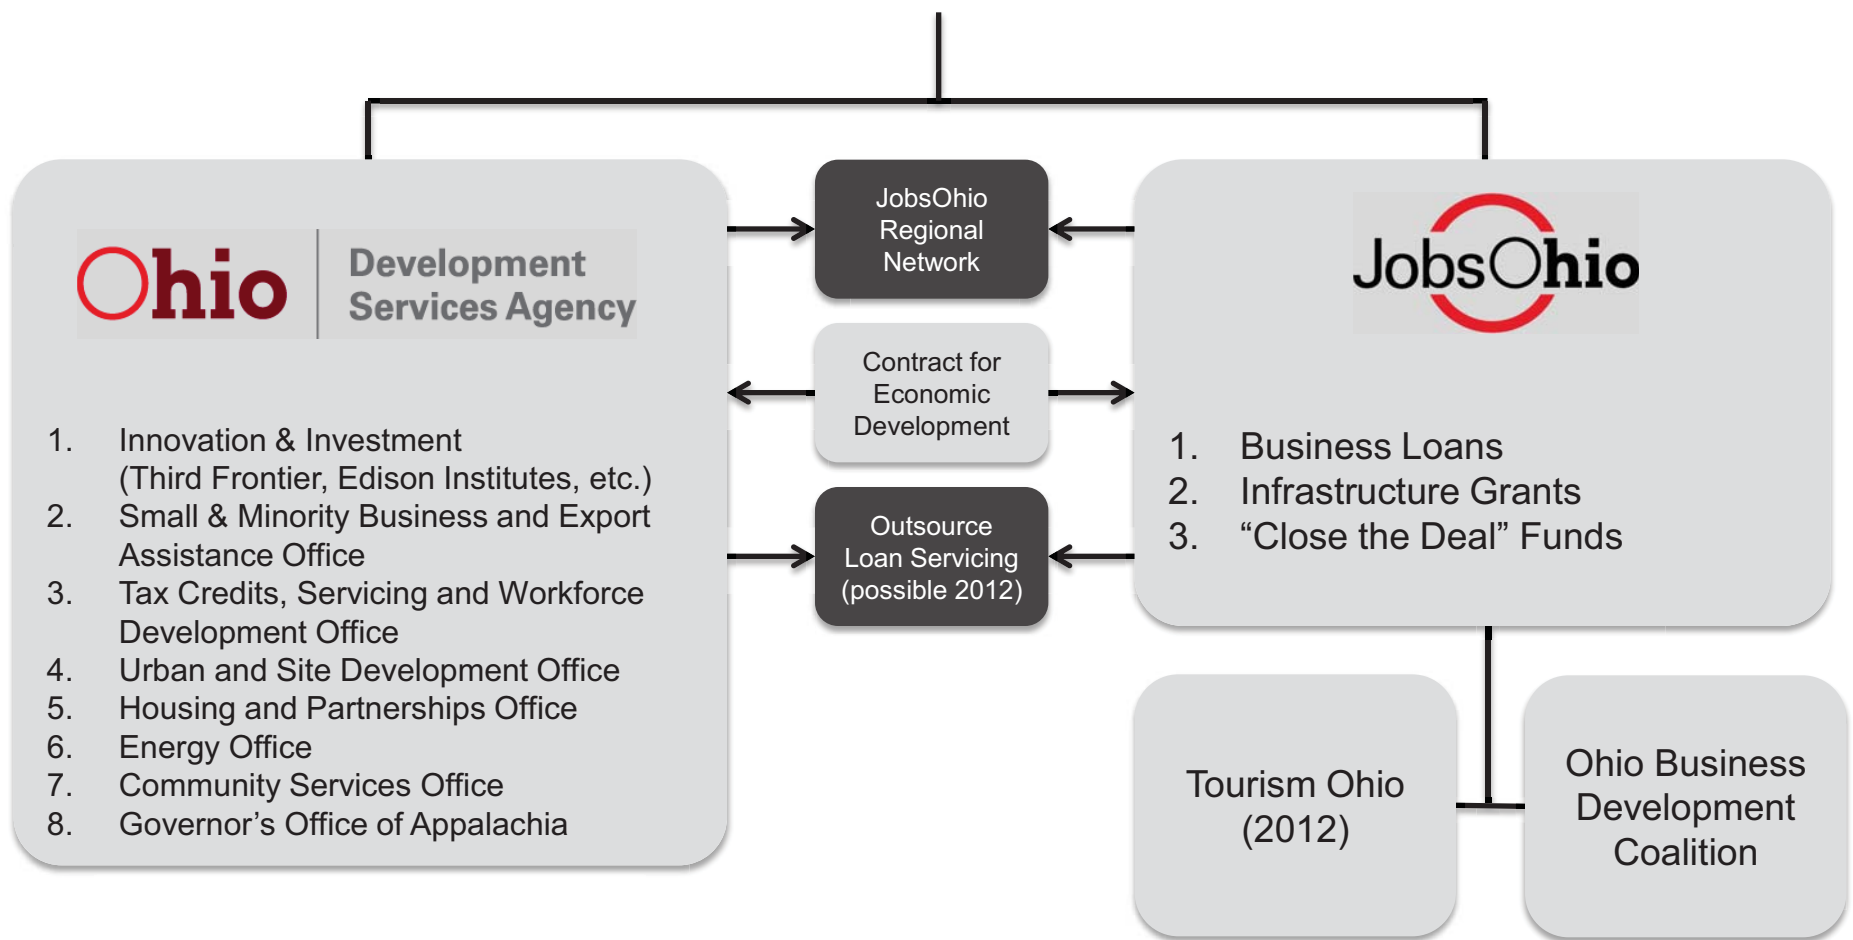 Ohio
Development
Services Agency
1. Innovation & Investment
(Third Frontier, Edison Institutes, etc.)
2. Small & Minority Business and Export
Assistance Office
3. Tax Credits, Servicing and Workforce
Development Office
4. Urban and Site Development Office
5. Housing and Partnerships Office
6. Energy Office
7. Community Services Office
8. Governor’s Office of Appalachia
JobsOhio
Regional
Network
Contract for
Economic
Development
Outsource
Loan Servicing
(possible 2012)
JobsOhio
1. Business Loans
2. Infrastructure Grants
3. “Close the Deal” Funds
Tourism Ohio
(2012)
Ohio Business
Development
Coalition